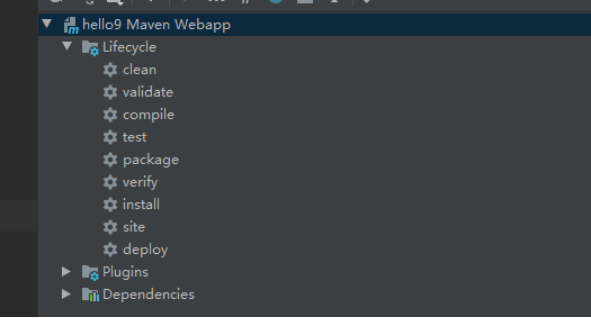 hello9 Maven Webapp
Lifecycle
clean
validate
compile
test
package
verify
install
site
deploy
Plugins
Dependencies